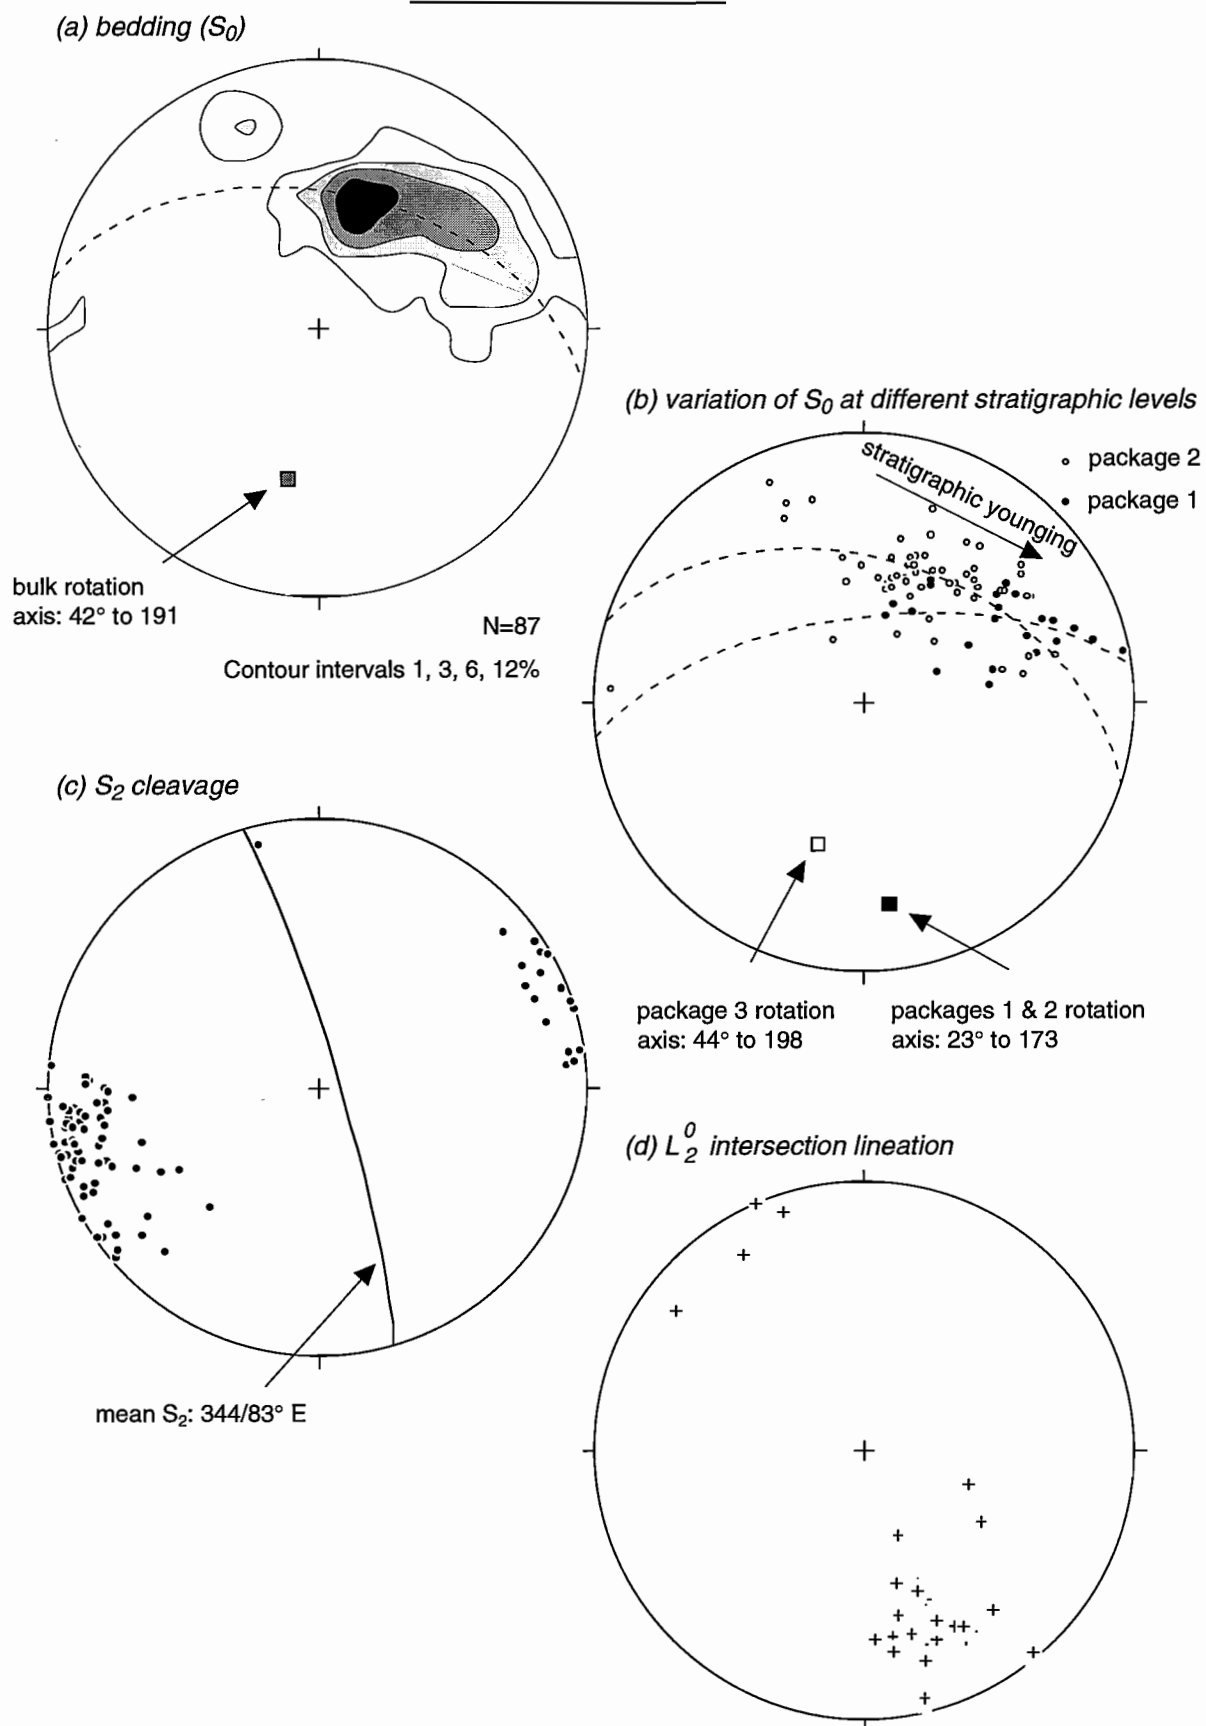 (a) bedding (S0)
bulk rotation
axis: 42° to 191
N=87
Contour intervals 1, 3, 6, 12%
(b) variation of S0 at different stratigraphic levels
stratigraphic younging
package 2
package 1
package 3 rotation
axis: 44° to 198
packages 1 & 2 rotation
axis: 23° to 173
(c) S2 cleavage
mean S2: 344/83° E
(d) L02 intersection lineation